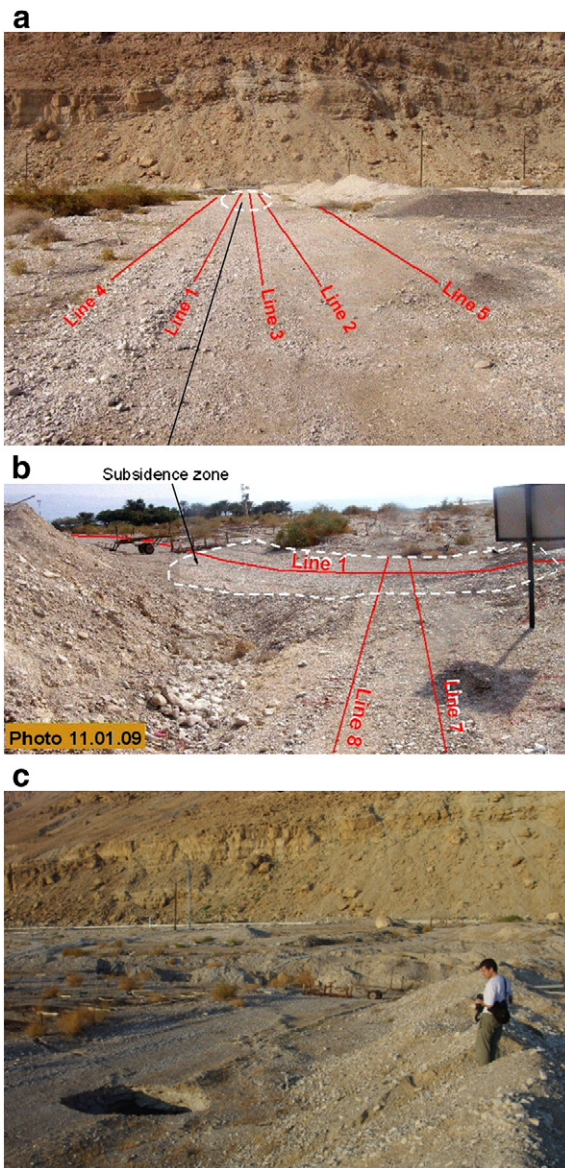 a
Line 4
Line 1
Line 3
Line 2
Line 5
b
Subsidence zone
Line 1
Line 8
Line 7
Photo 11.01.09
c